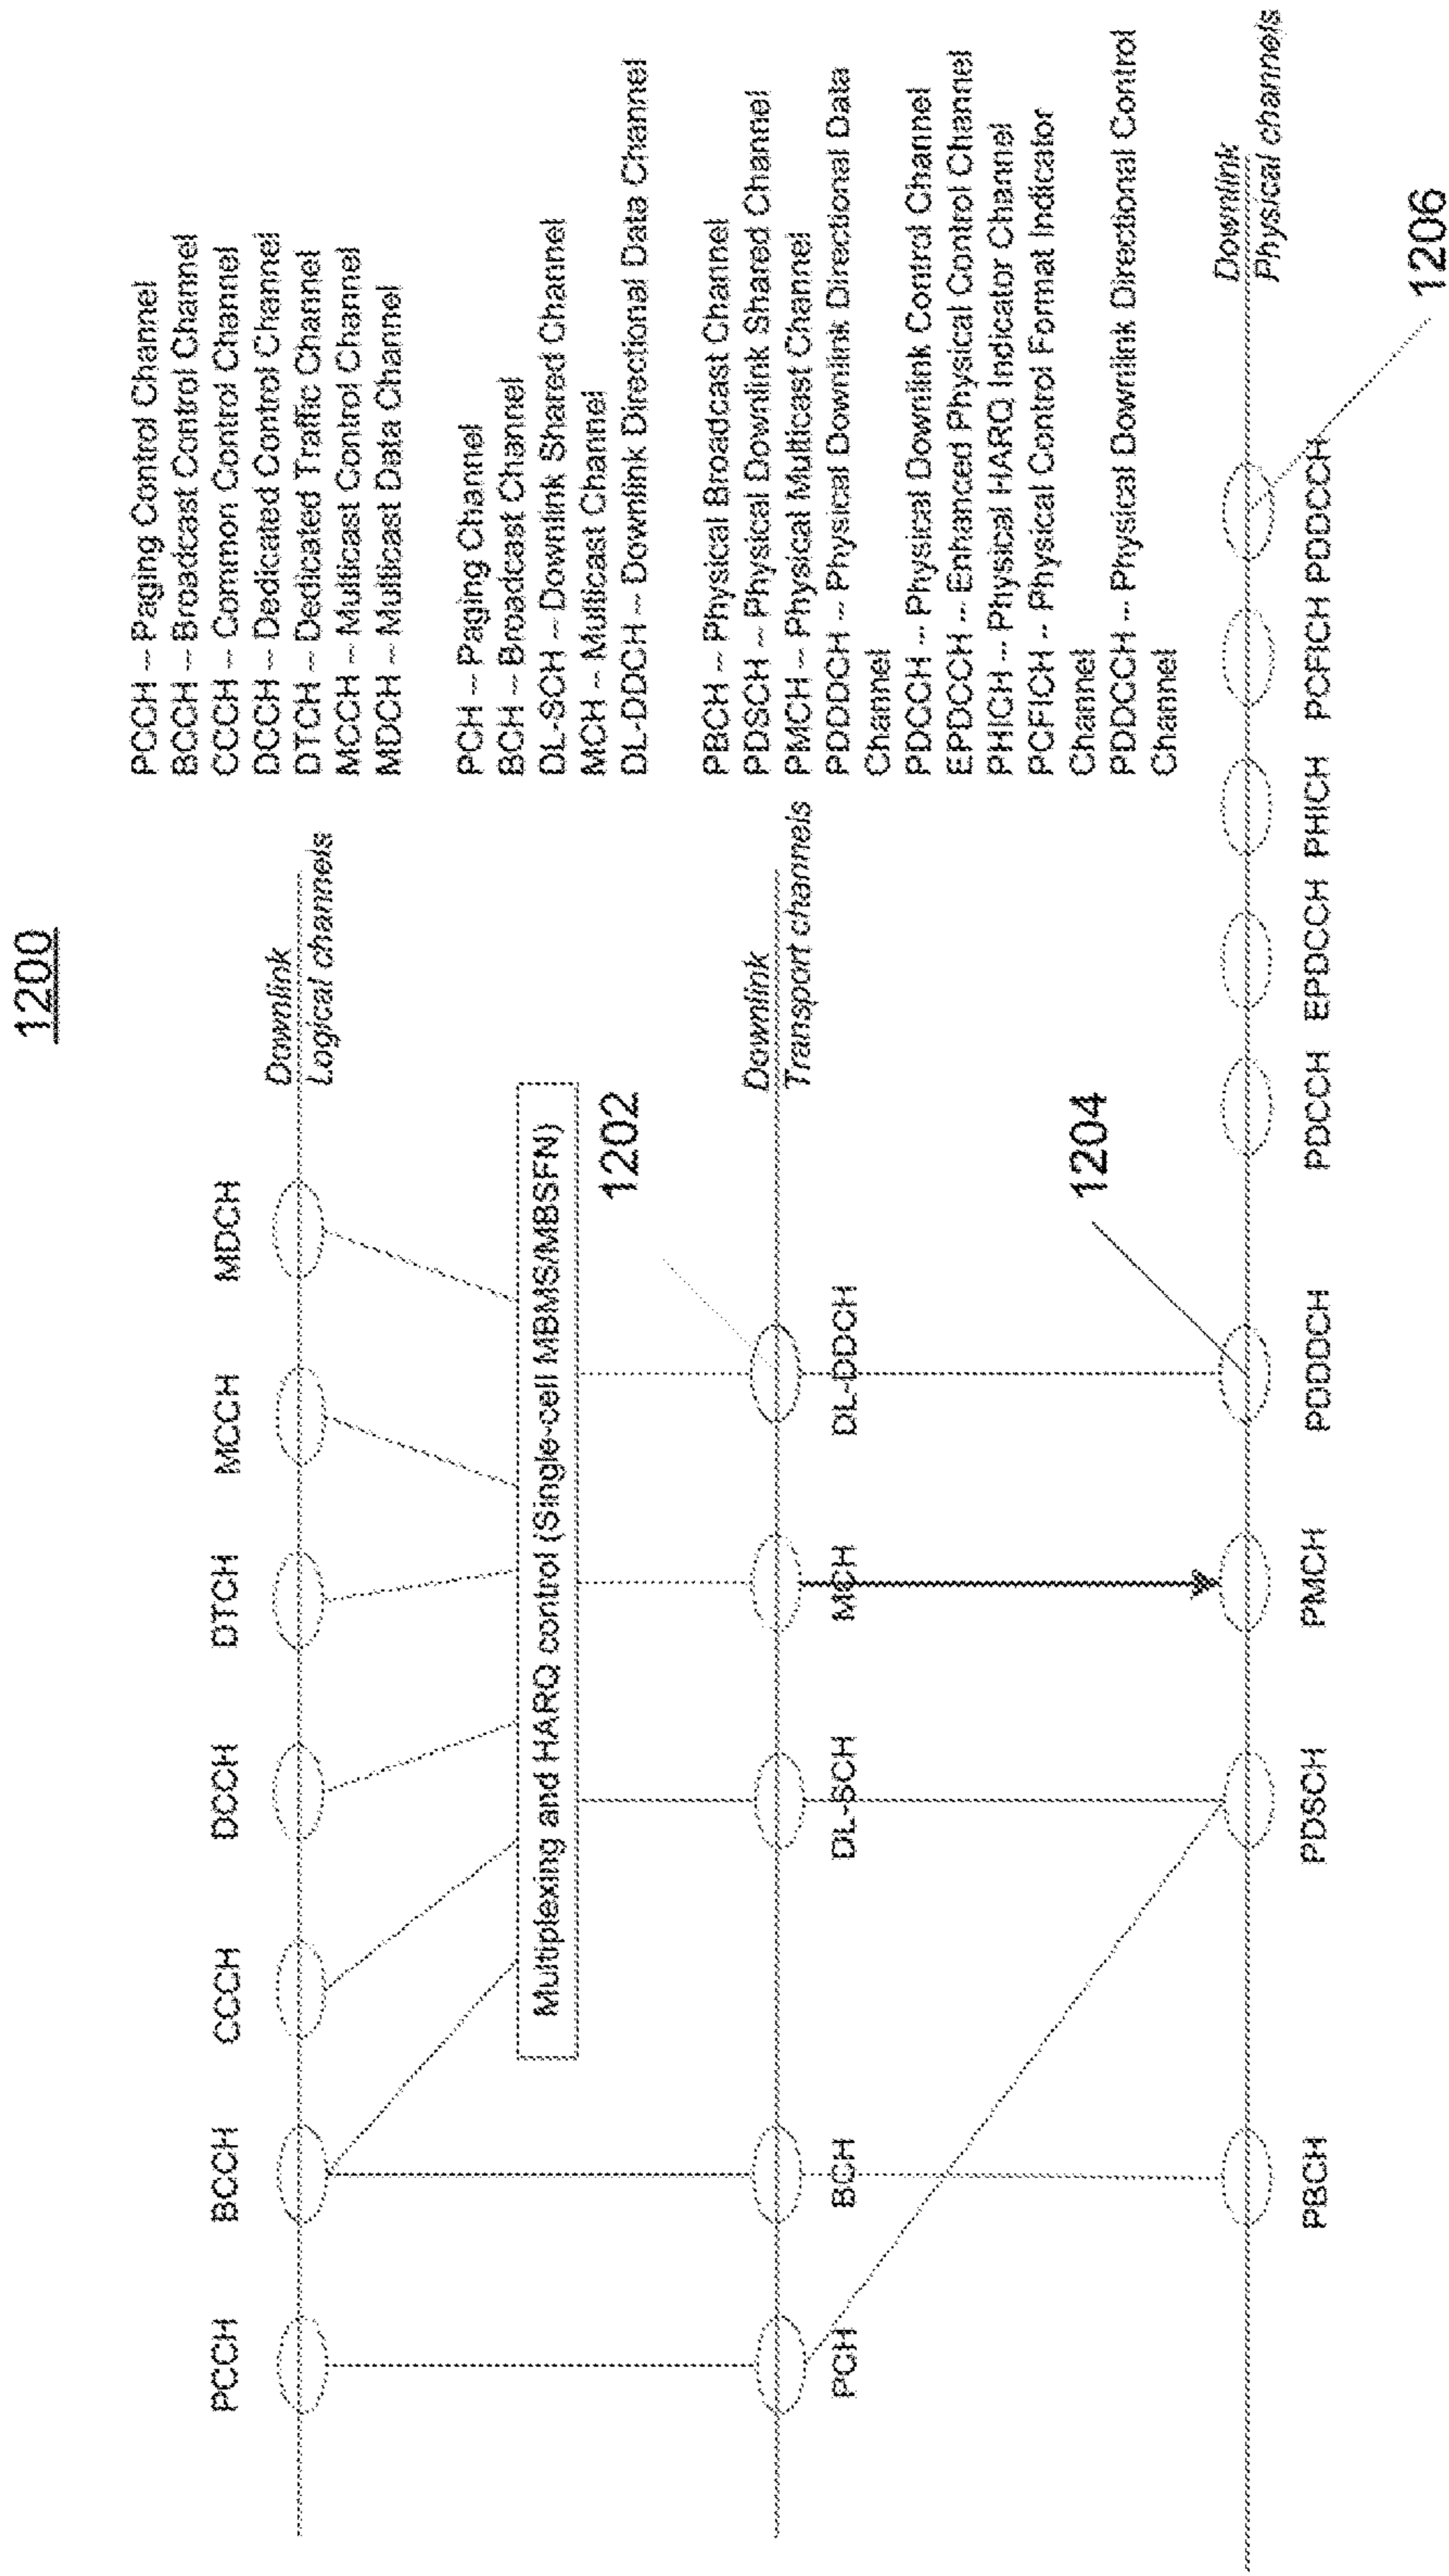 1200
PCCH
BCCH
CCCH
DCCH
DTCH
MCCH
MDCH
Downlink
Logical channels
Multiplexing and HARQ control (Single-cell MBMS/MBSFN)
1202
Downlink
Transport channels
PCH
BCH
DL-SCH
MCH
DL-DDCH
1204
Downlink
Physical channels
PBCH
PDSCH
PMCH
PDDDCH
PDCCH
EPDCCH
PHICH
PCFICH
PDDCCH
1206
PCCH -- Paging Control Channel
BCCH -- Broadcast Control Channel
CCCH -- Common Control Channel
DCCH -- Dedicated Control Channel
DTCH -- Dedicated Traffic Channel
MCCH -- Multicast Control Channel
MDCH -- Multicast Data Channel
PCH -- Paging Channel
BCH -- Broadcast Channel
DL-SCH -- Downlink Shared Channel
MCH -- Multicast Channel
DL-DDCH -- Downlink Directional Data Channel
PBCH -- Physical Broadcast Channel
PDSCH -- Physical Downlink Shared Channel
PMCH -- Physical Multicast Channel
PDDDCH -- Physical Downlink Directional Data
Channel
PDCCH -- Physical Downlink Control Channel
EPDCCH -- Enhanced Physical Control Channel
PHICH -- Physical HARQ Indicator Channel
PCFICH -- Physical Control Format Indicator
Channel
PDDCCH -- Physical Downlink Directional Control
Channel